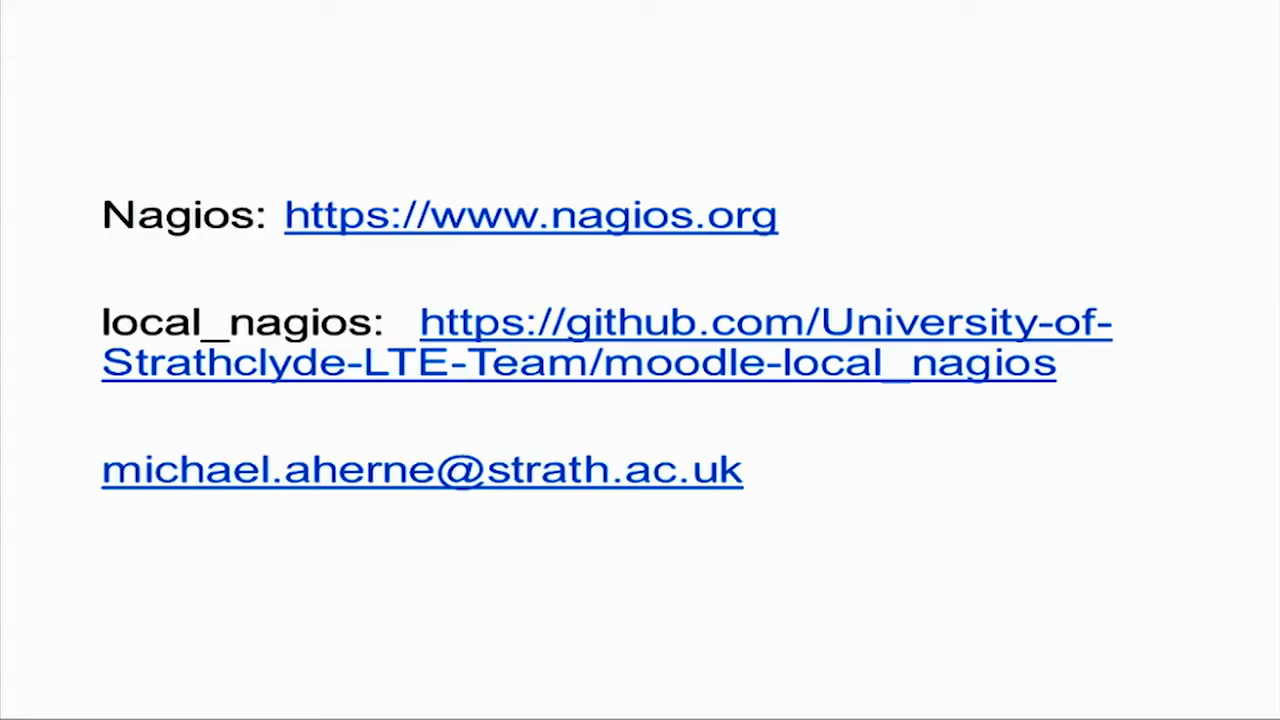 Nagios: https://www.nagios.org
local_nagios: https://github.com/University-of-
Strathclyde-LTE-Team/moodle-local_nagios
michael.aherne@strath.ac.uk